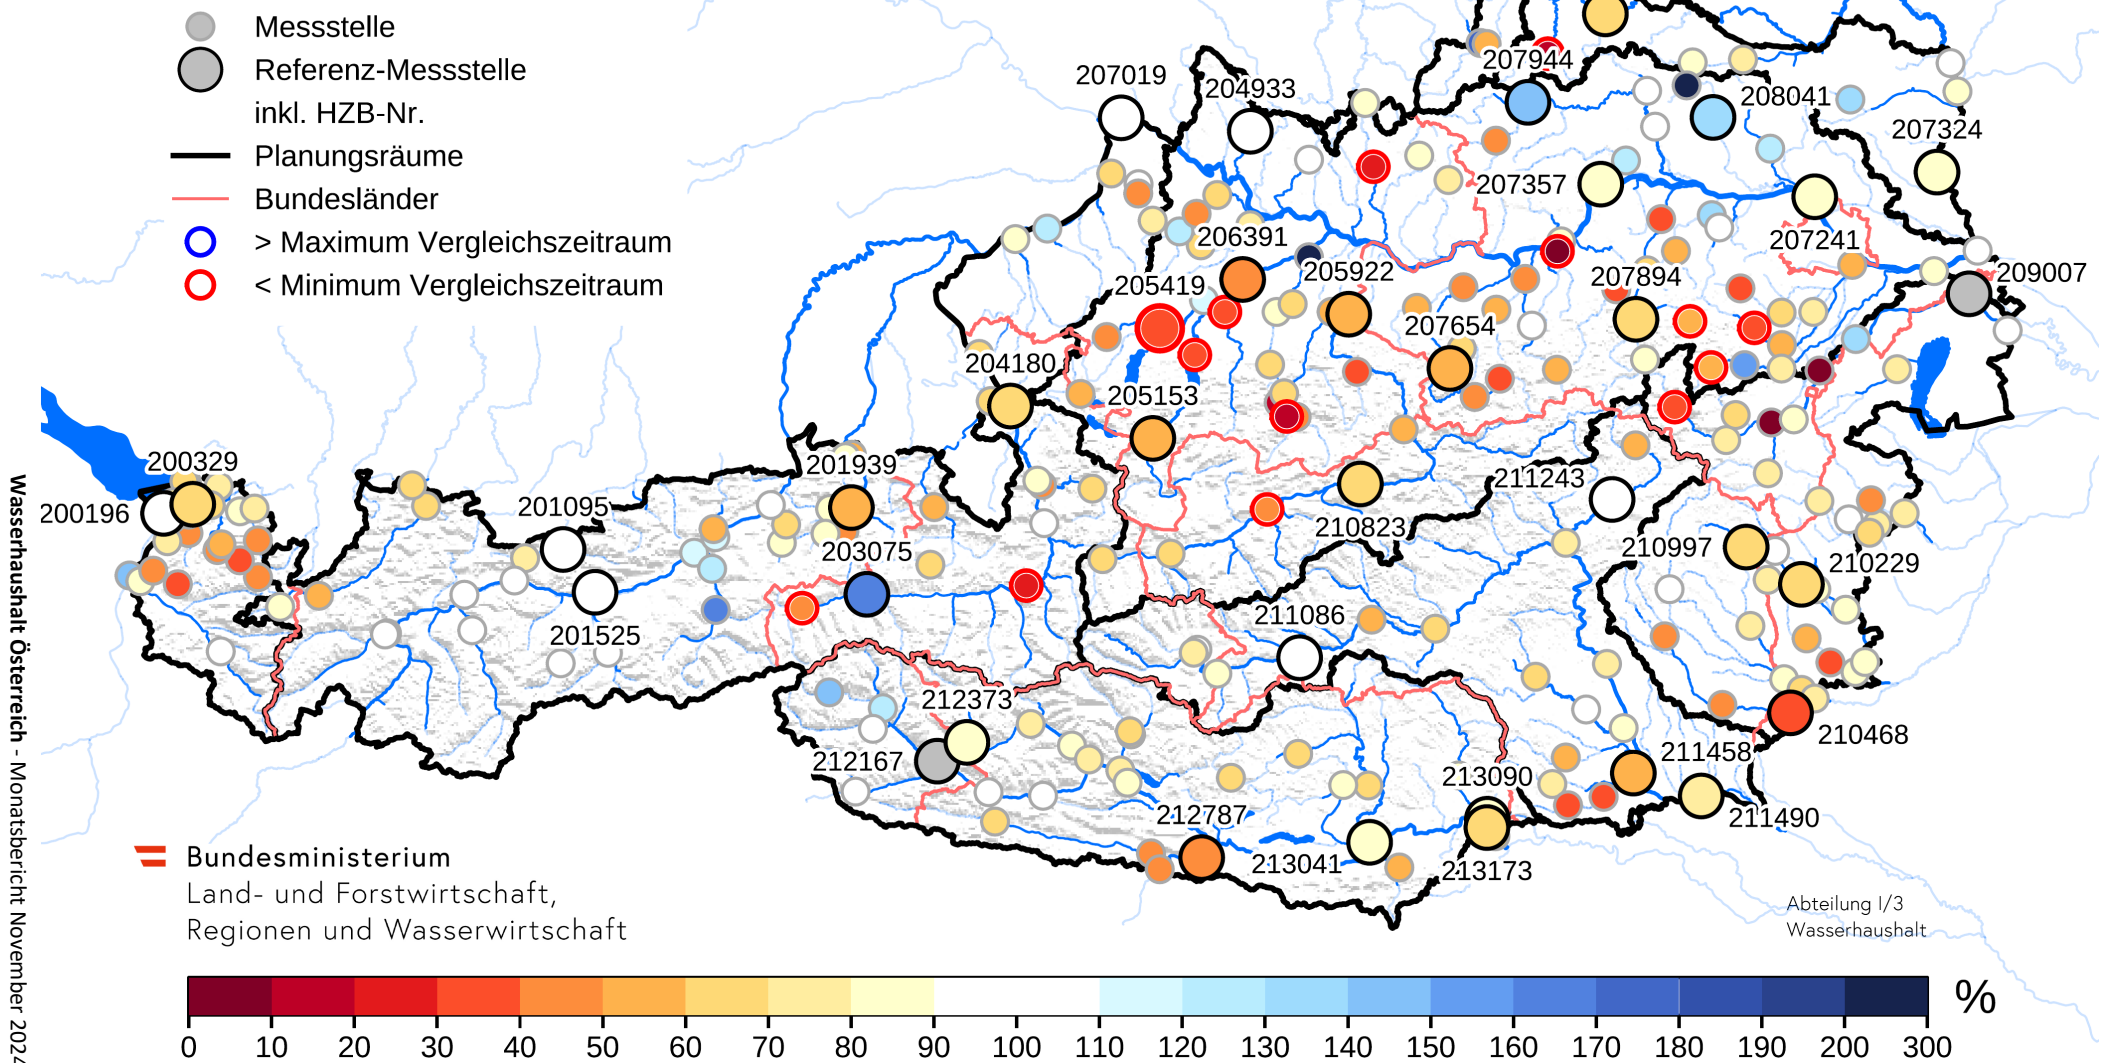 Messstelle
Referenz-Messstelle
inkl. HZB-Nr.
Planungsräume
Bundesländer
> Maximum Vergleichszeitraum
< Minimum Vergleichszeitraum
207944
207019
204933
208041
207324
207357
206391
207241
205922
205419
207894
209007
207654
204180
205153
200329
201939
211243
200196
201095
210823
203075
210997
210229
211086
201525
212373
210468
212167
211458
213090
212787
211490
213041
213173
Wasserhaushalt Österreich - Monatsbericht November 2024
Bundesministerium
Land- und Forstwirtschaft,
Regionen und Wasserwirtschaft
Abteilung I/3
Wasserhaushalt
%
0 10 20 30 40 50 60 70 80 90 100 110 120 130 140 150 160 170 180 190 200 300